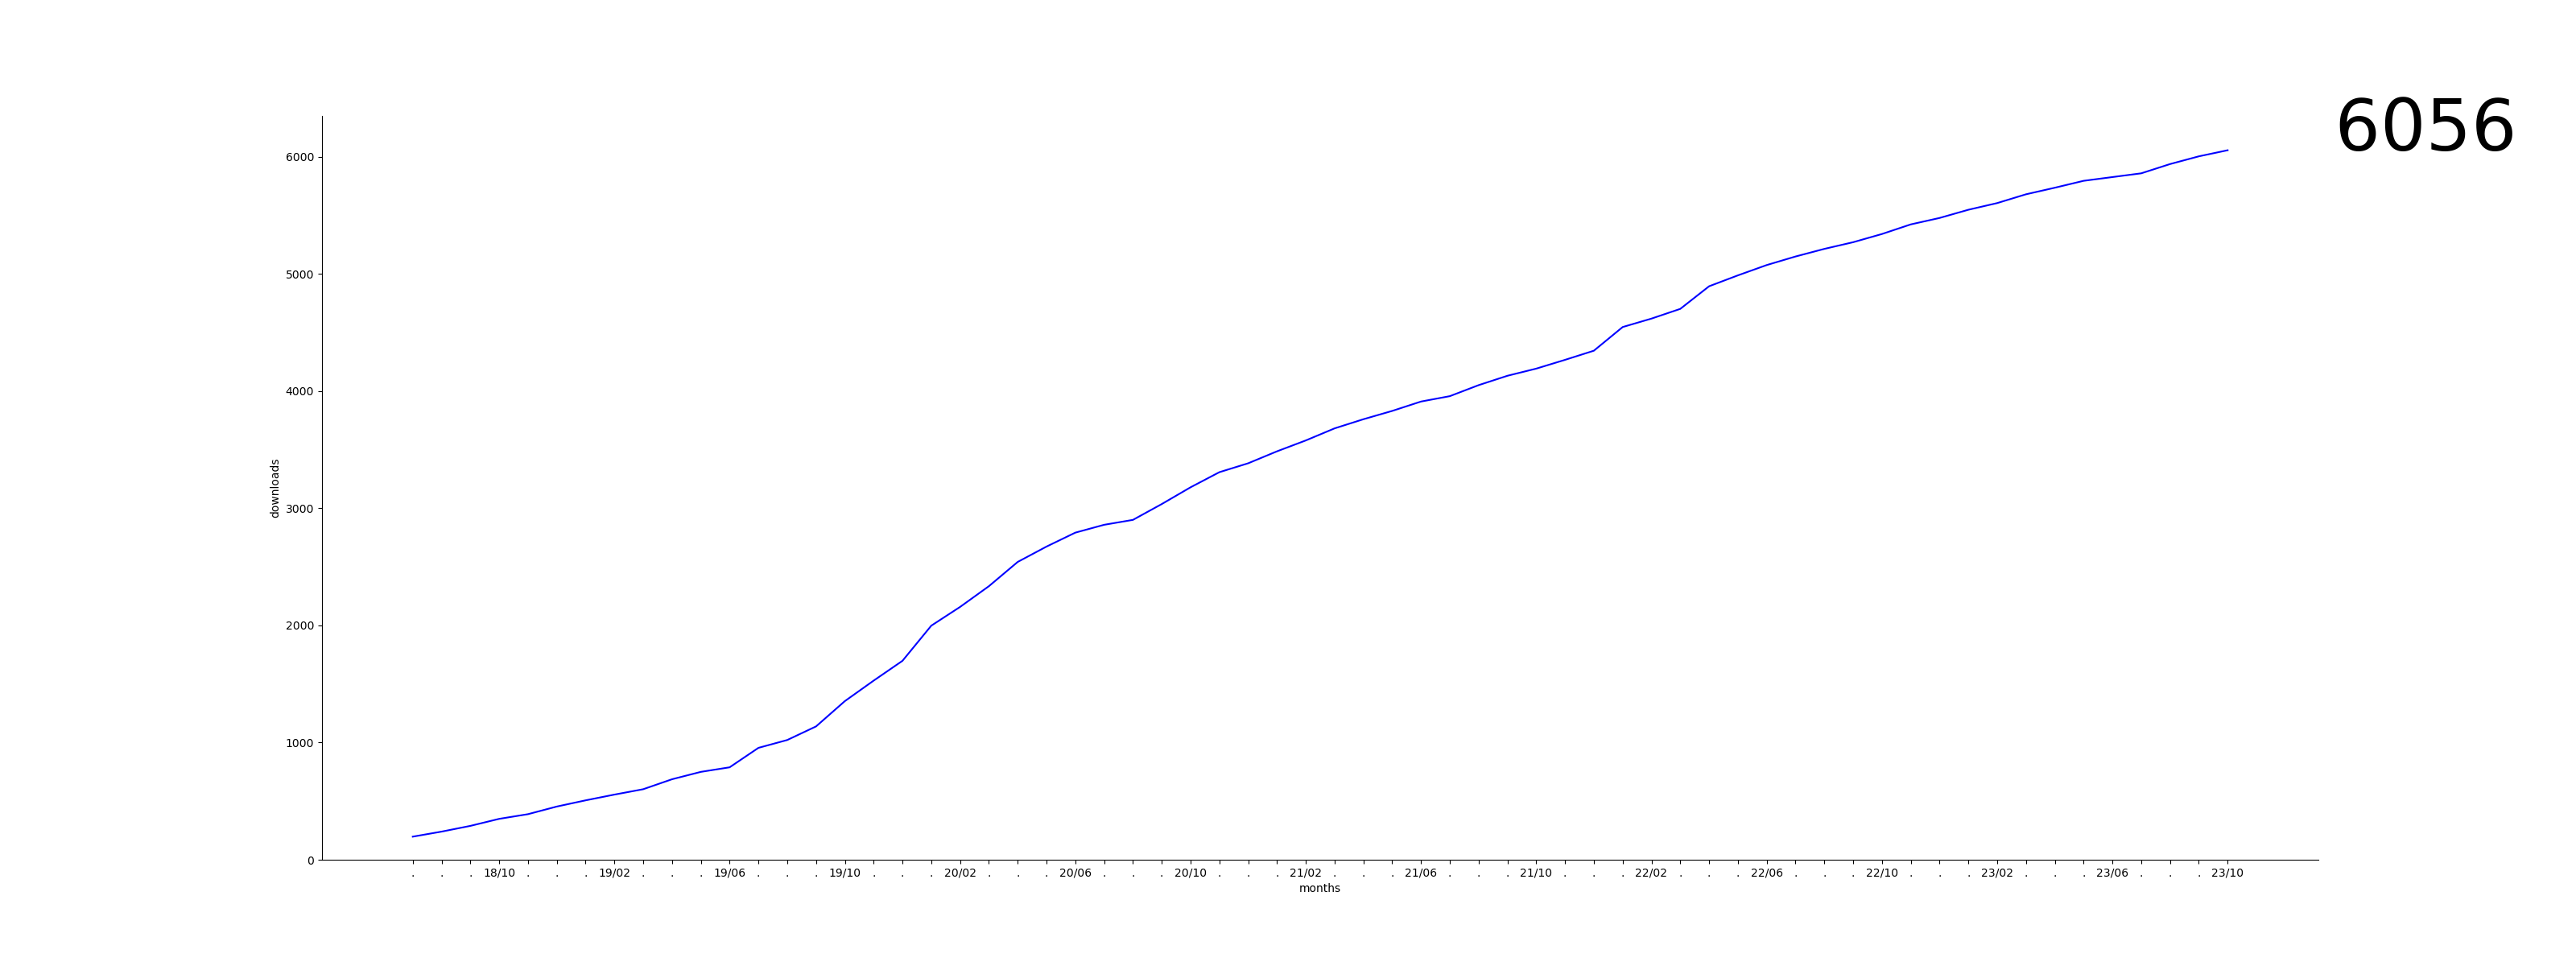 6056
6000
5000
4000
3000
2000
1000
0
downloads
. . . 18/10 . . . 19/02 . . . 19/06 . . . 19/10 . . . 20/02 . . . 20/06 . . . 20/10 . . . 21/02 . . . 21/06 . . . 21/10 . . . 22/02 . . . 22/06 . . . 22/10 . . . 23/02 . . . 23/06 . . . 23/10
months